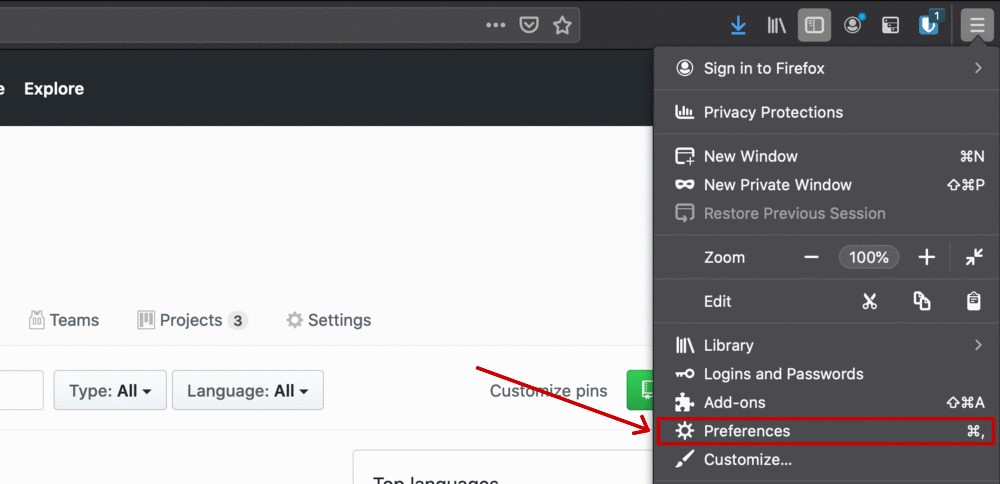 1
e Explore
Sign in to Firefox
Privacy Protections
New Window ⌘N
New Private Window ⇧⌘P
Restore Previous Session
Zoom − 100% +
Edit
Teams Projects 3 Settings
Library
Type: All Language: All Customize pins
Logins and Passwords
Add-ons ⇧⌘A
Preferences ⌘,
Customize...
Top languages